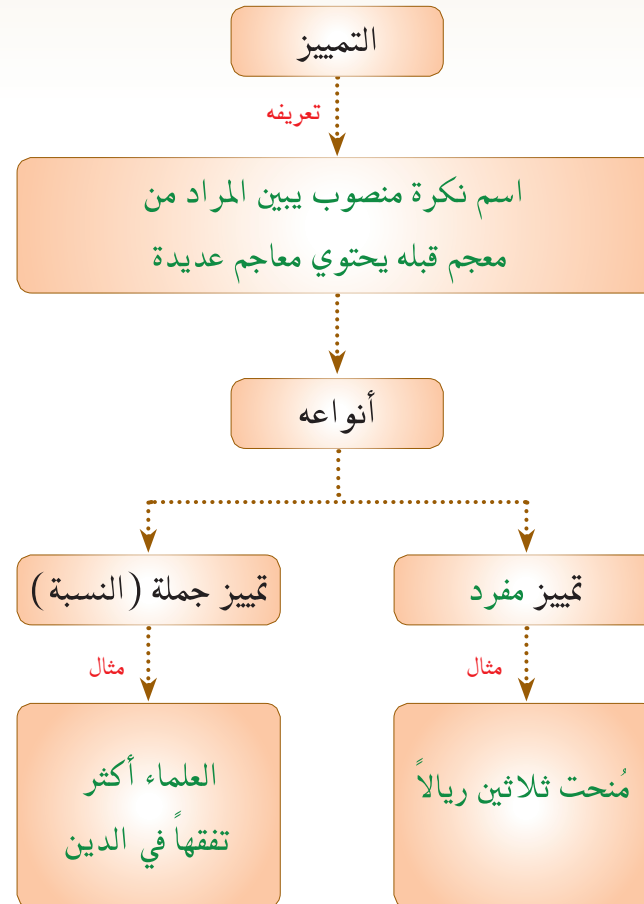 التمييز
تعريفه
اسم نكرة منصوب يبين المراد من
معجم قبله يحتوي معاجم عديدة
أنواعه
تمييز مفرد
تمييز جملة (النسبة)
مثال
مثال
مُنحت ثلاثين ريالاً
العلماء أكثر
تفقهاً في الدين